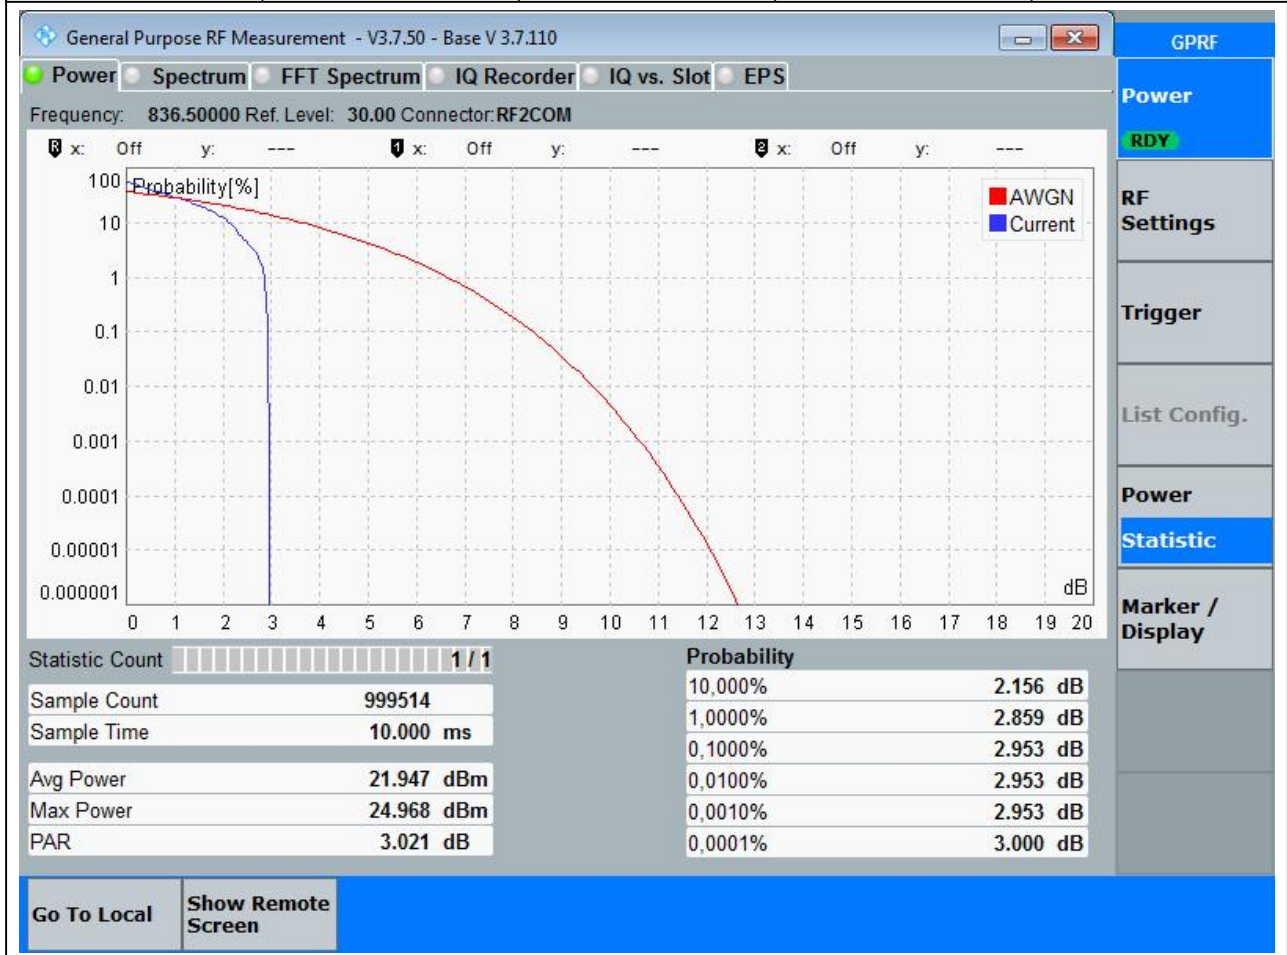 General Purpose RF Measurement - V3.7.50 - Base V 3.7.110
GPRF
Power Spectrum FFT Spectrum IQ Recorder IQ vs. Slot EPS
Frequency: 836.50000 Ref. Level: 30.00 Connector:RF2COM
R x: Off y: --- 1 x: Off y: --- 2 x: Off y: ---
Probability[%]
AWGN
Current
100
10
1
0.1
0.01
0.001
0.0001
0.00001
0.000001
dB
0 1 2 3 4 5 6 7 8 9 10 11 12 13 14 15 16 17 18 19 20
Statistic Count 1 / 1
Sample Count 999514
Sample Time 10.000 ms
Avg Power 21.947 dBm
Max Power 24.968 dBm
PAR 3.021 dB
Probability
10,000% 2.156 dB
1,0000% 2.859 dB
0,1000% 2.953 dB
0,0100% 2.953 dB
0,0010% 2.953 dB
0,0001% 3.000 dB
Power
RDY
RF
Settings
Trigger
List Config.
Power
Statistic
Marker /
Display
Go To Local
Show Remote
Screen